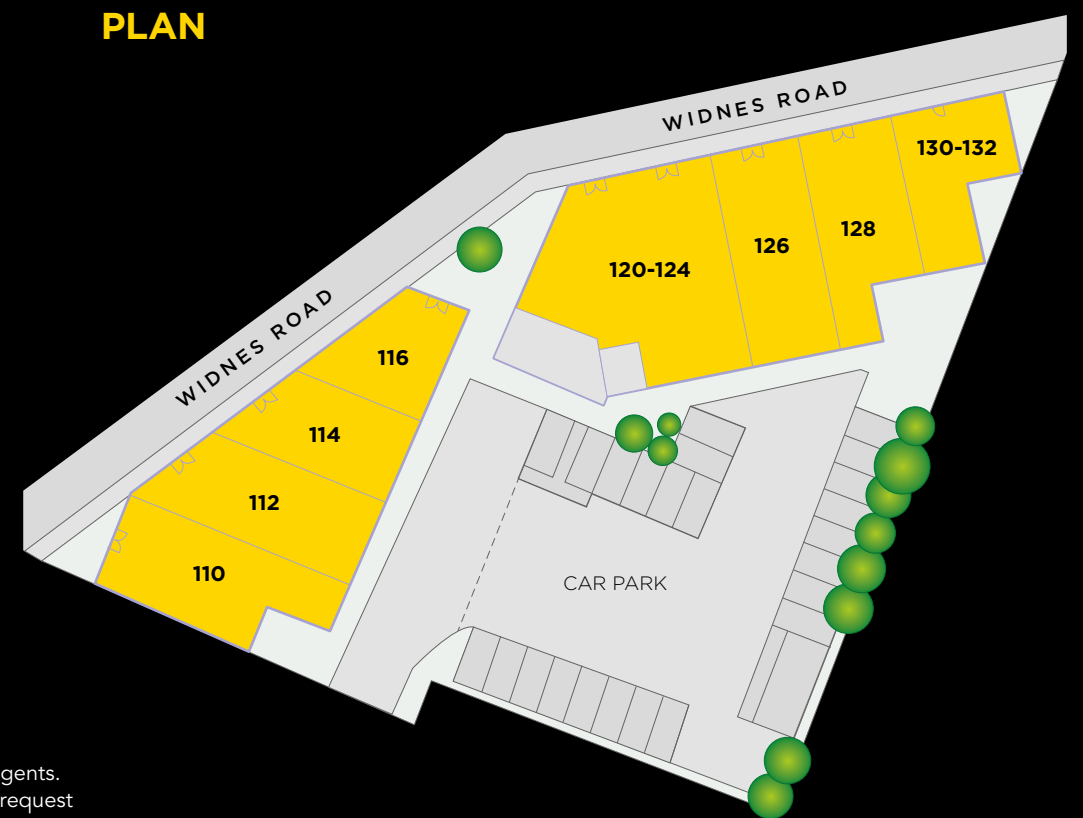 PLAN
WIDNES ROAD
130-132
128
126
120-124
WIDNES ROAD
116
114
112
110
CAR PARK
gents.
request